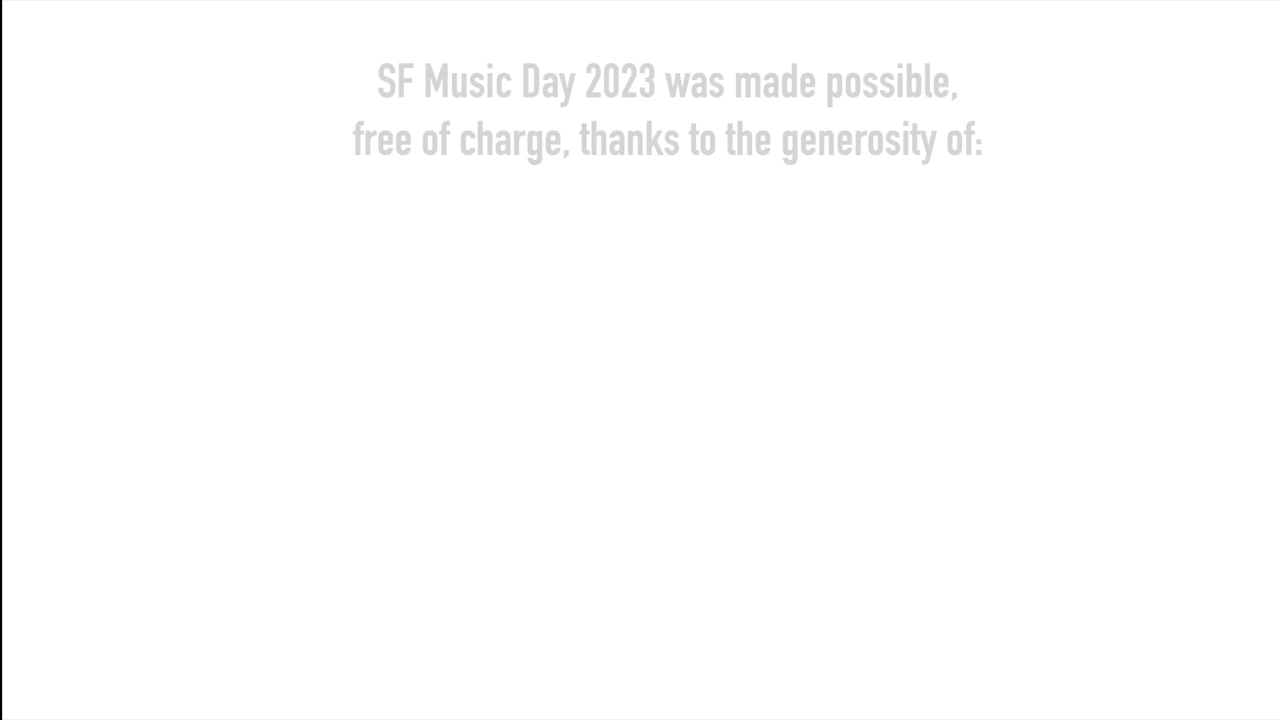 SF Music Day 2023 was made possible,
free of charge, thanks to the generosity of: